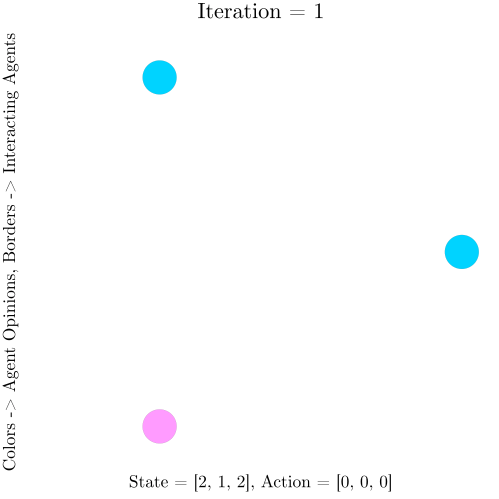 Iteration = 1
Colors -> Agent Opinions, Borders -> Interacting Agents
State = [2, 1, 2], Action = [0, 0, 0]